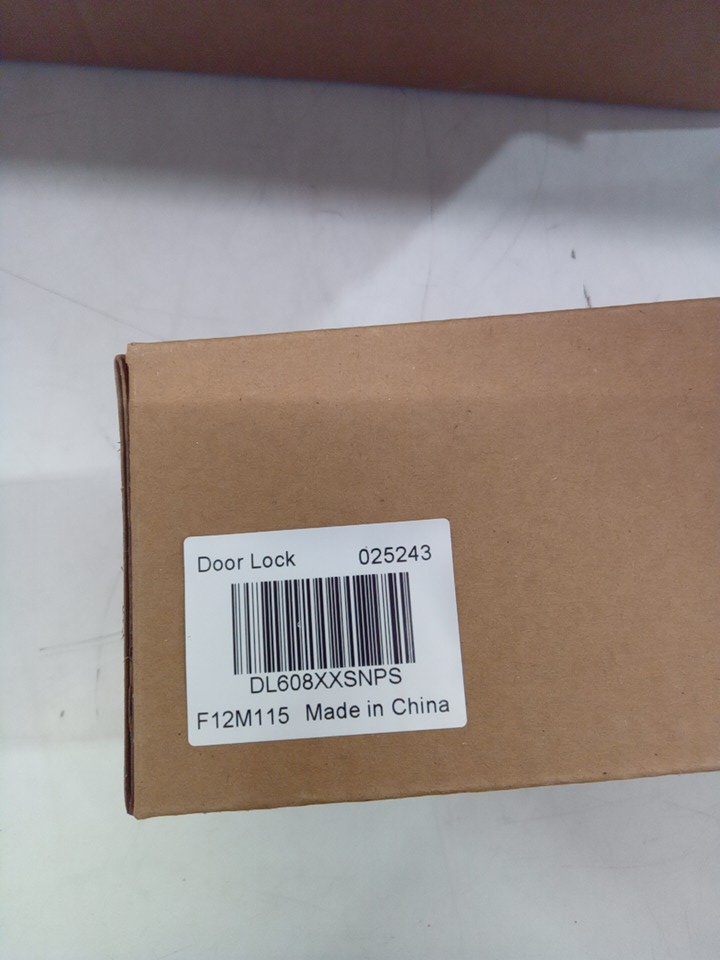 Door Lock 025243
DL608XXSNPS
F12M115 Made in China